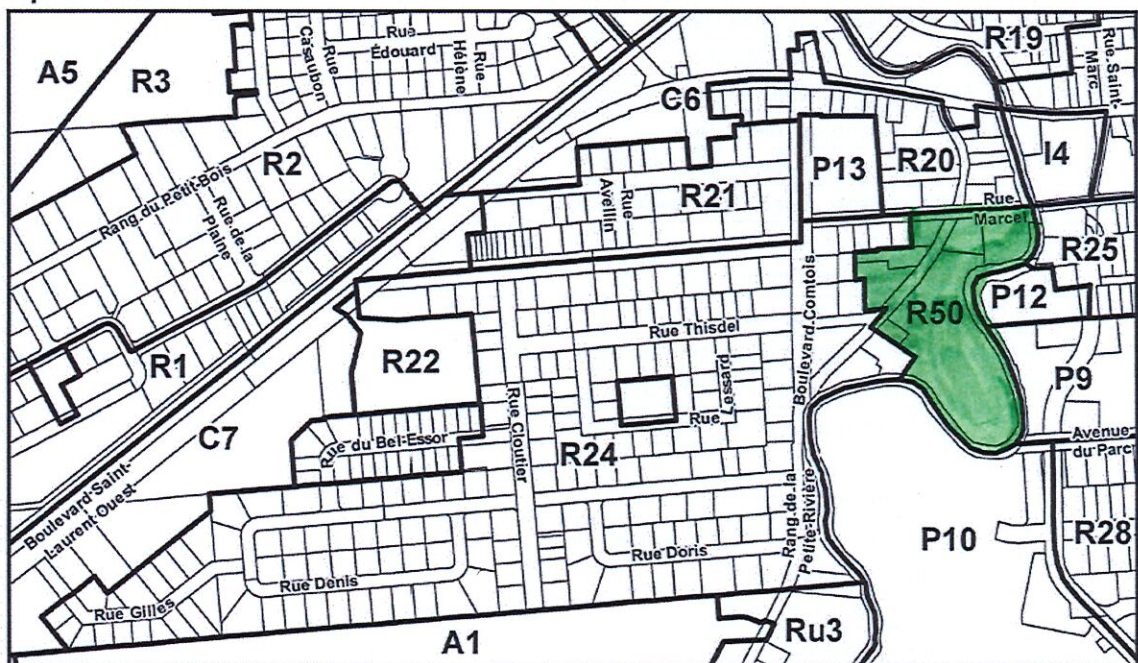 A5
R3
Rue
Casaubon
Rue
Édouard
Rue
Hélène
R19
Rue-Saint-
Marc
C6
R2
Rang du Petit-Bois
Rue-de-la
Plaine
Rue
Aveillin
R21
P13
R20
I4
Rue
Marcel
R25
P12
R50
R1
R22
Rue Thisdel
Boulevard Comtois
Rue
Lessard
P9
C7
Rue du Bel-Essor
Rue Cloutier
R24
Avenue
du Parc
Boulevard-Saint-
Laurent-Ouest
Rang-de-la
Petite-Rivière
P10
R28
Rue Doris
Rue Denis
Rue Gilles
A1
Ru3